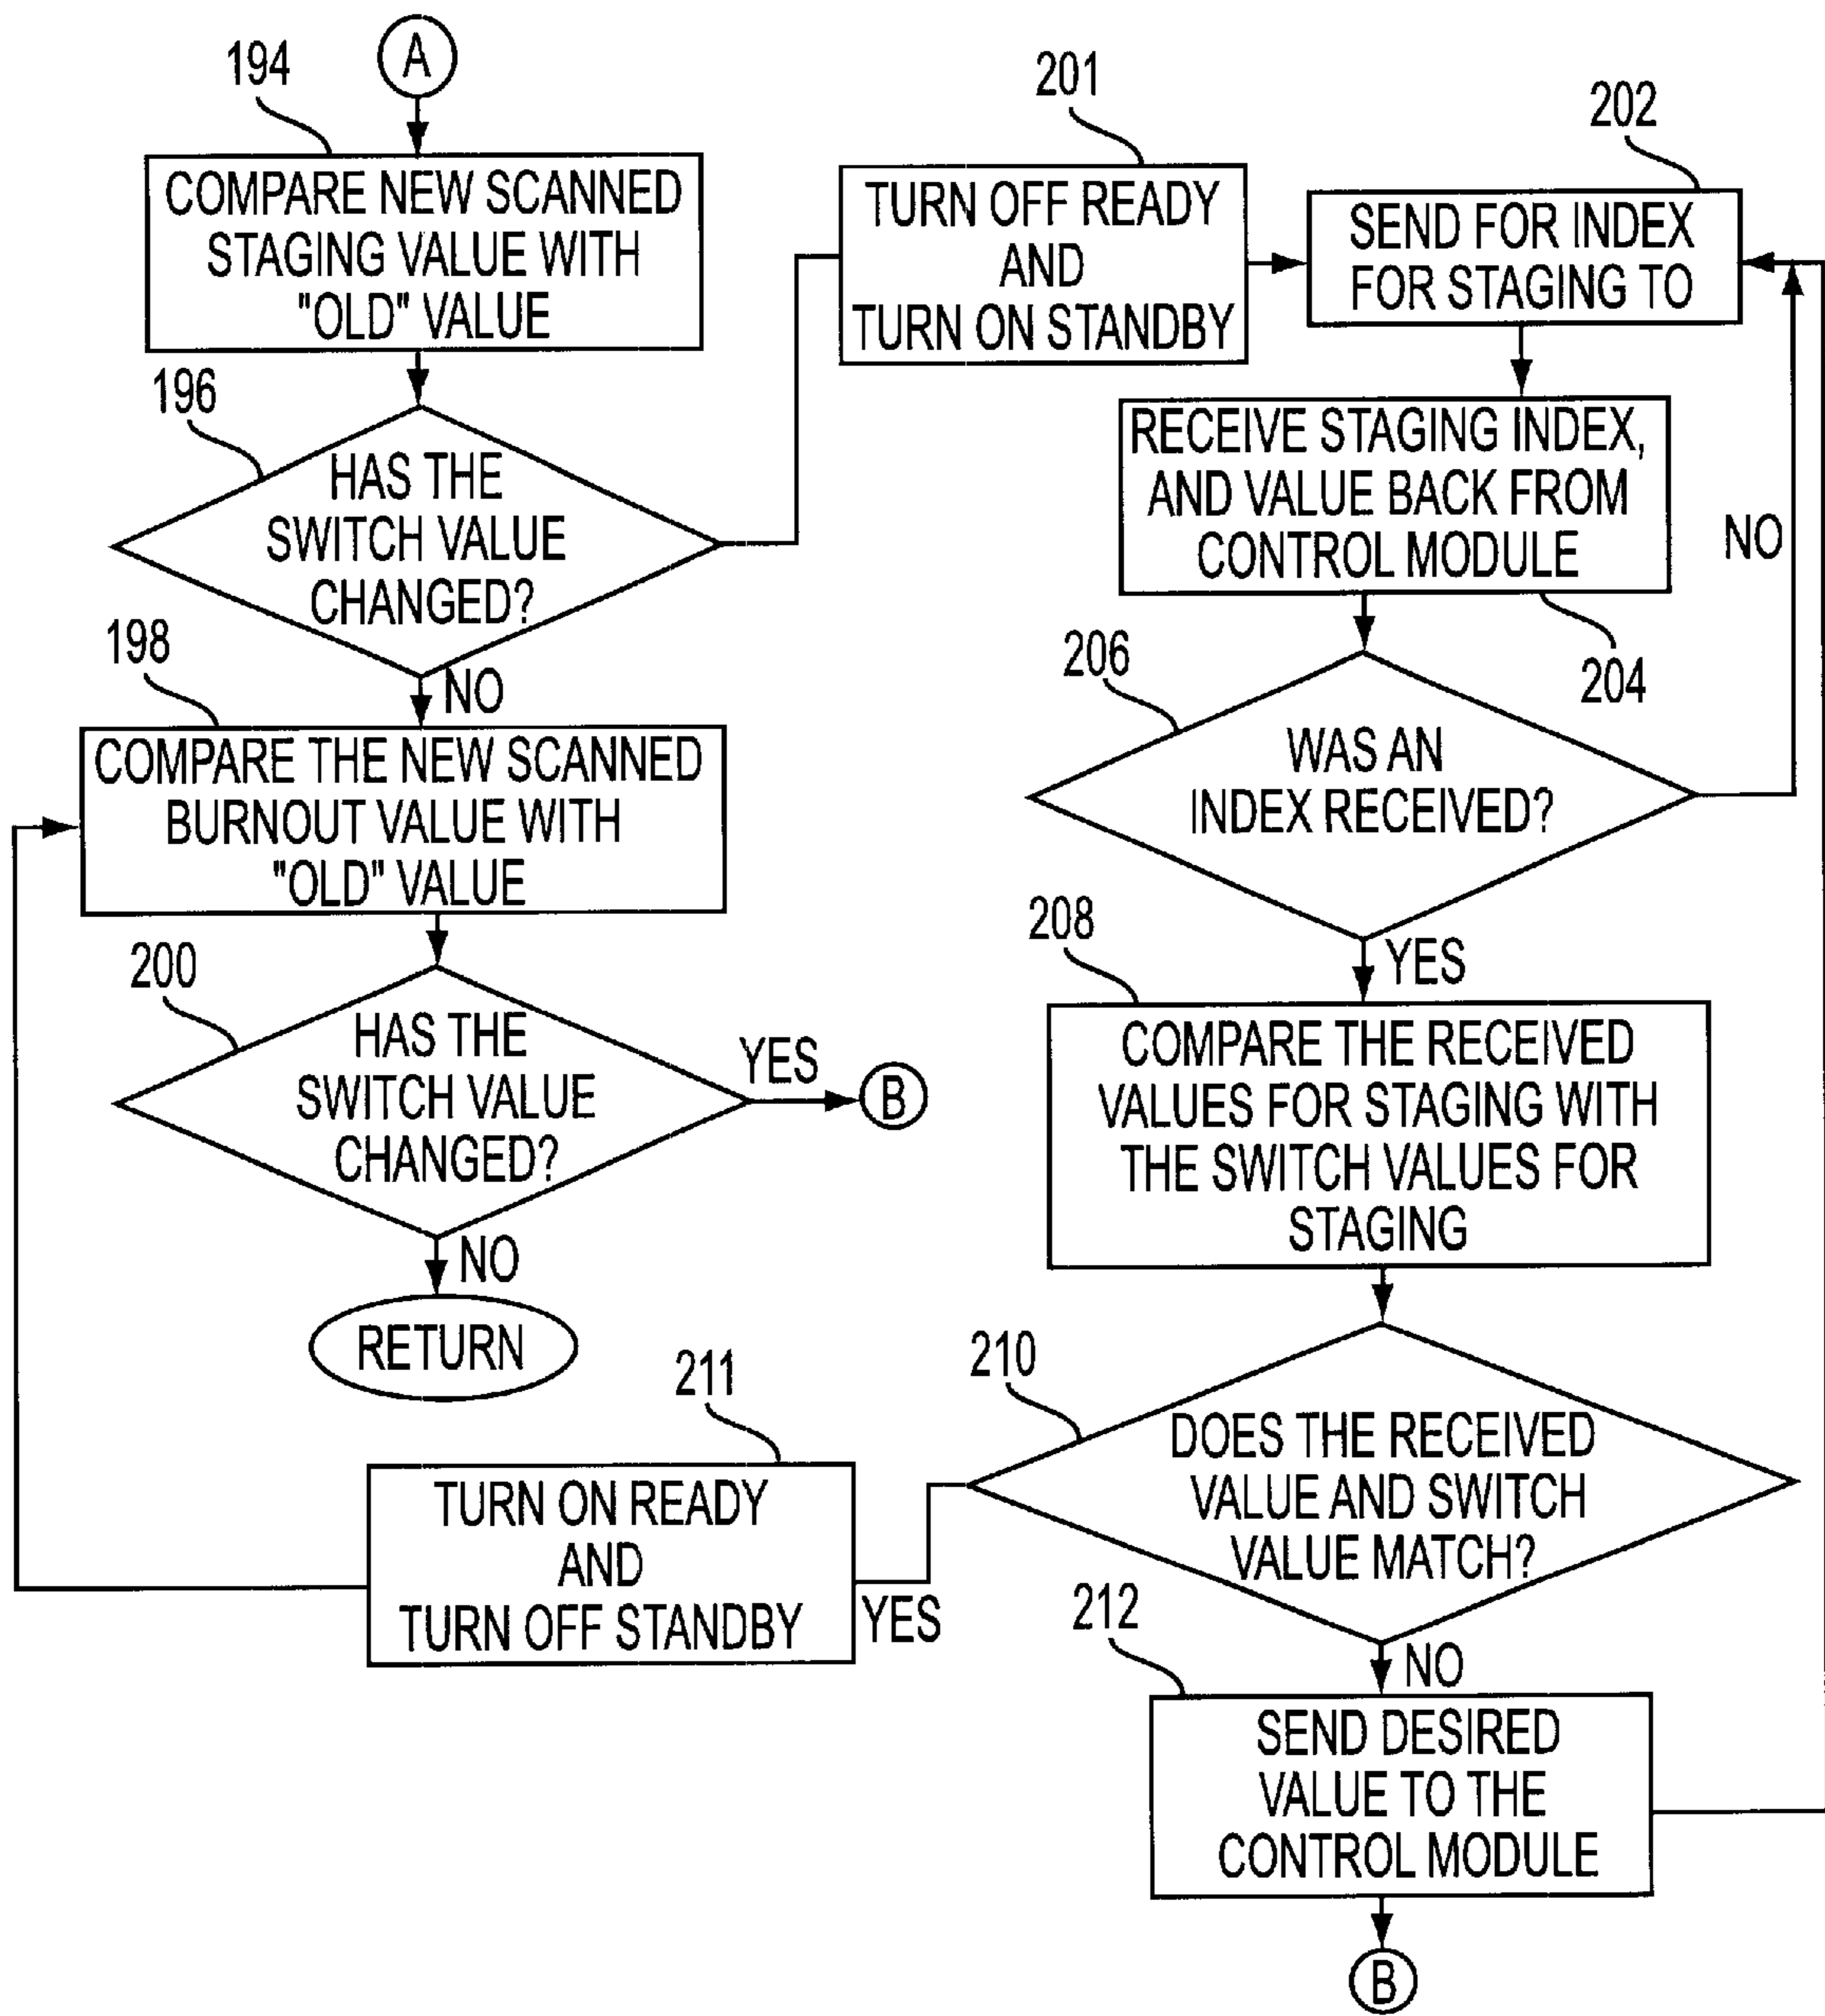 A
194
COMPARE NEW SCANNED
STAGING VALUE WITH
"OLD" VALUE
196
HAS THE
SWITCH VALUE
CHANGED?
NO
198
COMPARE THE NEW SCANNED
BURNOUT VALUE WITH
"OLD" VALUE
200
HAS THE
SWITCH VALUE
CHANGED?
YES
B
NO
RETURN
201
TURN OFF READY
AND
TURN ON STANDBY
202
SEND FOR INDEX
FOR STAGING TO
RECEIVE STAGING INDEX,
AND VALUE BACK FROM
CONTROL MODULE
204
NO
206
WAS AN
INDEX RECEIVED?
YES
208
COMPARE THE RECEIVED
VALUES FOR STAGING WITH
THE SWITCH VALUES FOR
STAGING
210
DOES THE RECEIVED
VALUE AND SWITCH
VALUE MATCH?
YES
211
TURN ON READY
AND
TURN OFF STANDBY
NO
212
SEND DESIRED
VALUE TO THE
CONTROL MODULE
B